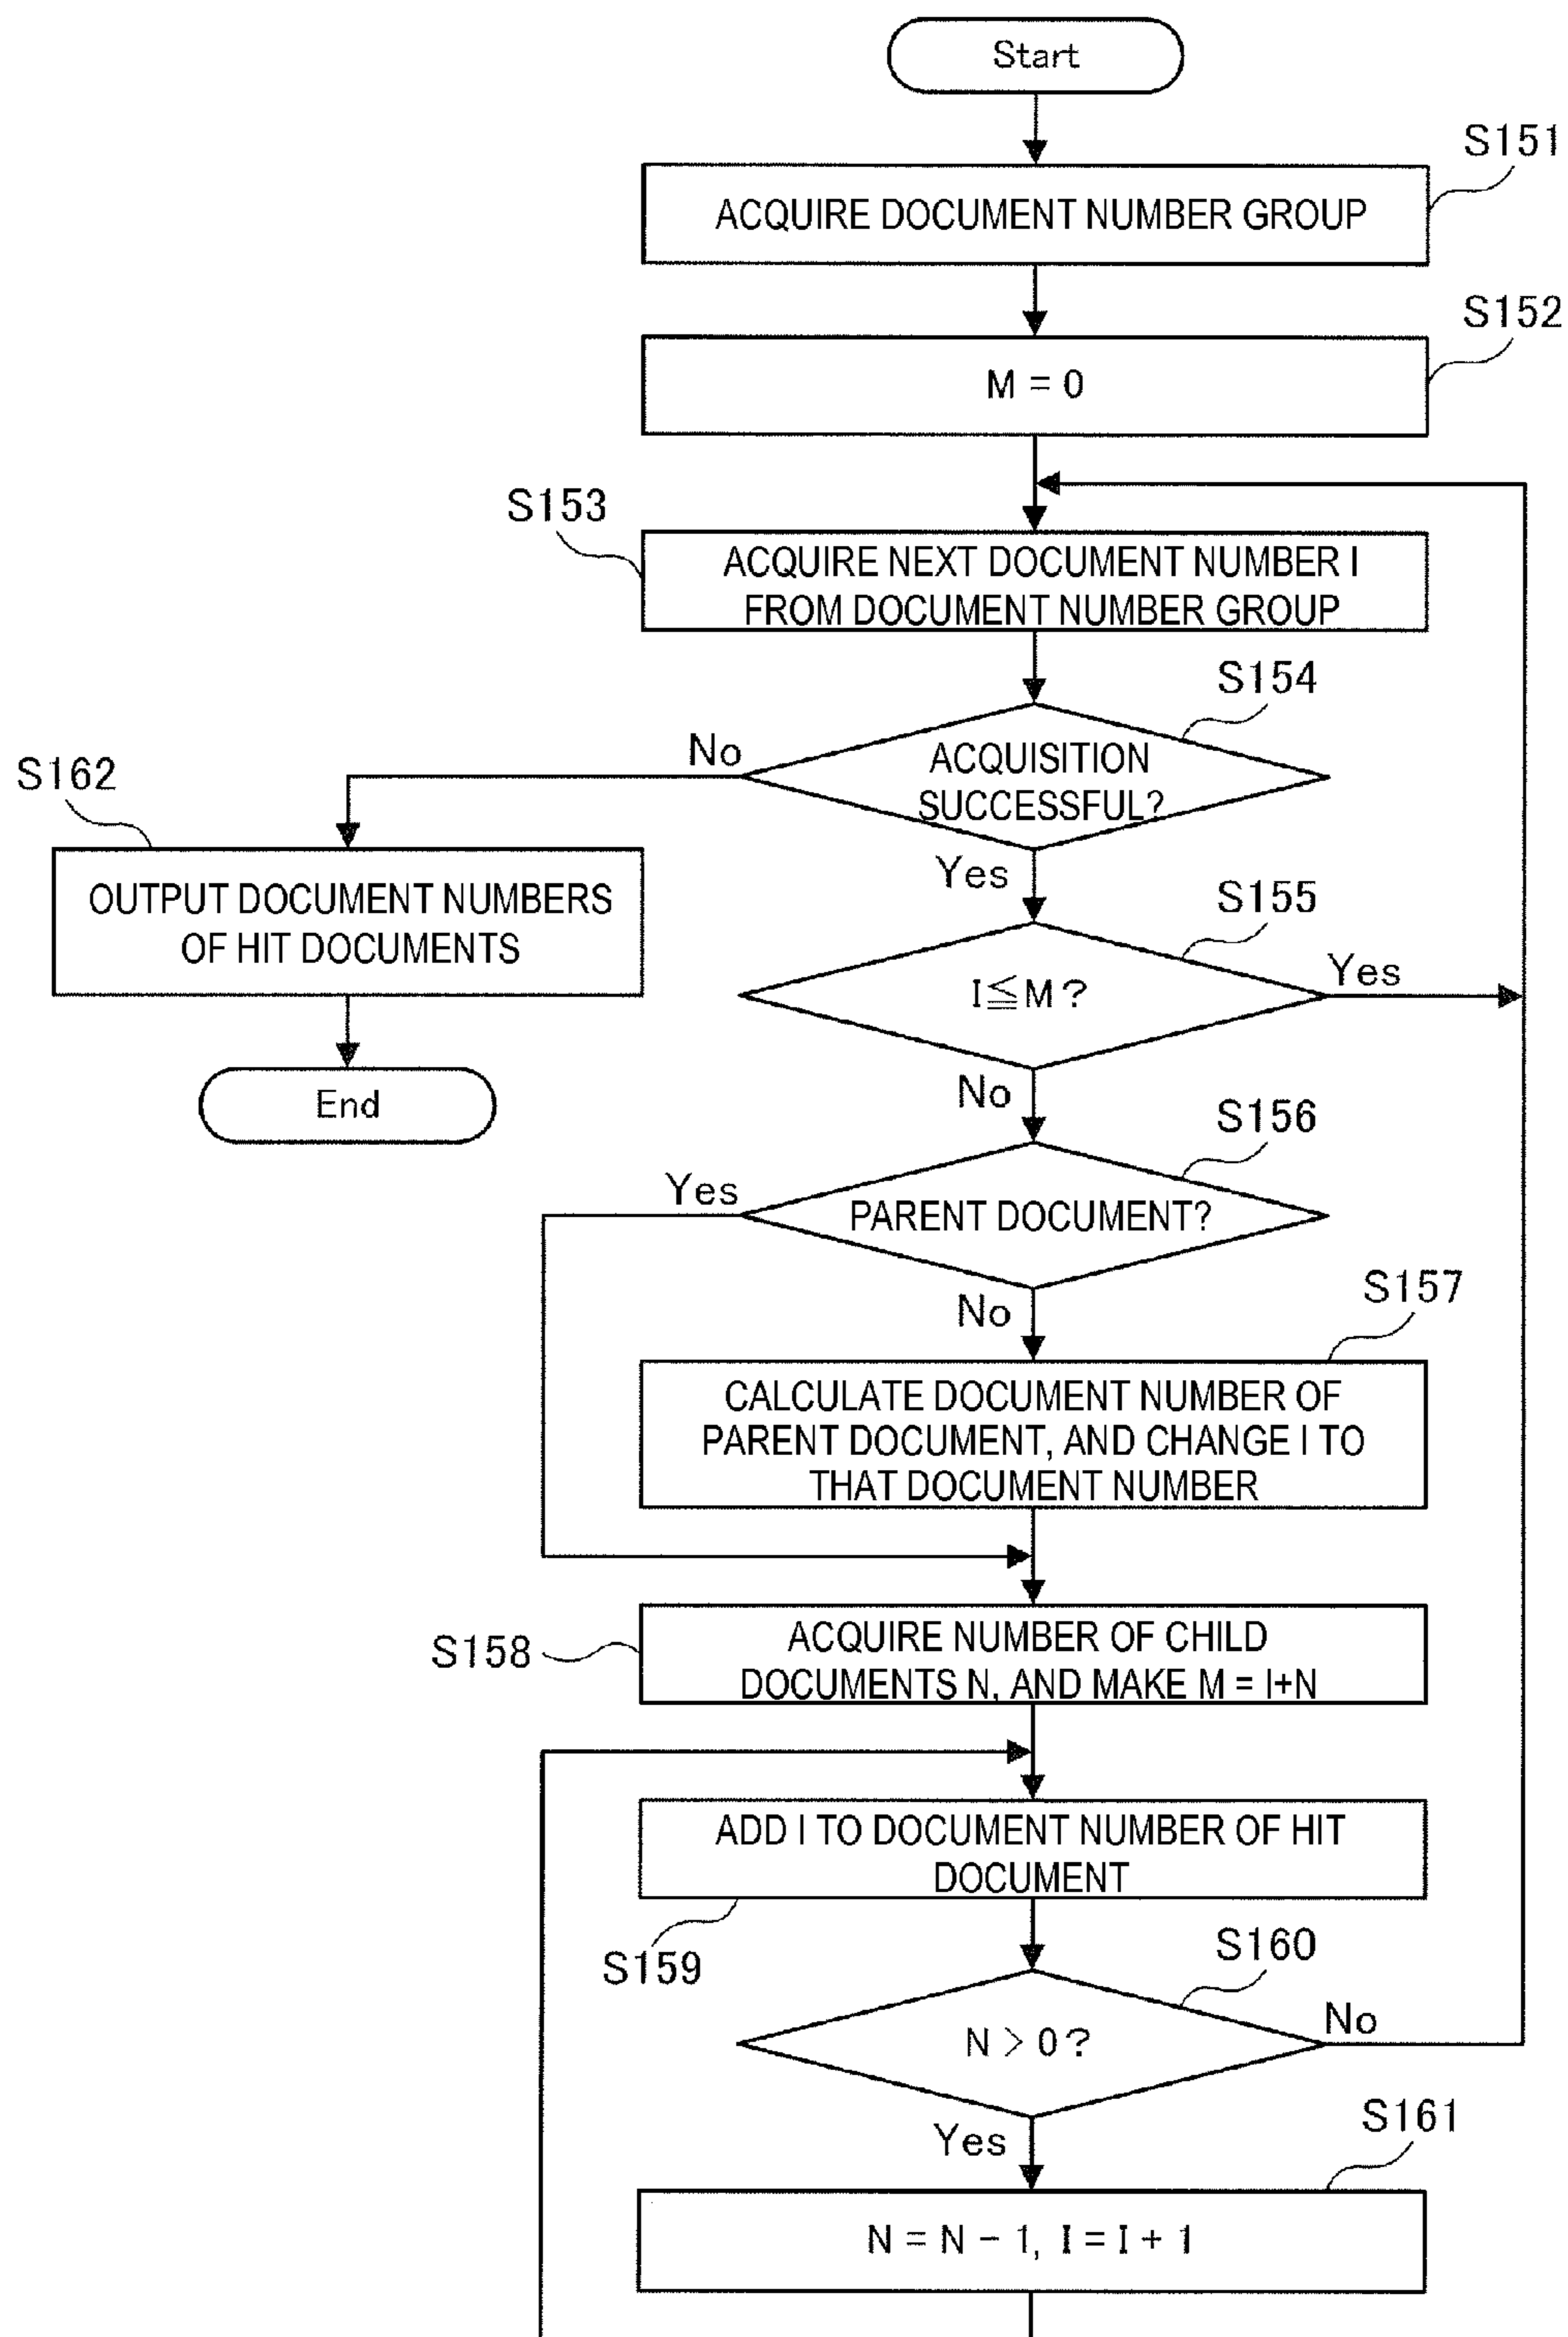 Start
S151
ACQUIRE DOCUMENT NUMBER GROUP
S152
M = 0
S153
ACQUIRE NEXT DOCUMENT NUMBER I
FROM DOCUMENT NUMBER GROUP
S154
No
ACQUISITION
SUCCESSFUL?
S162
Yes
OUTPUT DOCUMENT NUMBERS
OF HIT DOCUMENTS
S155
I≦M?
Yes
No
End
S156
Yes
PARENT DOCUMENT?
No
S157
CALCULATE DOCUMENT NUMBER OF
PARENT DOCUMENT, AND CHANGE I TO
THAT DOCUMENT NUMBER
S158
ACQUIRE NUMBER OF CHILD
DOCUMENTS N, AND MAKE M = I+N
ADD I TO DOCUMENT NUMBER OF HIT
DOCUMENT
S159
S160
N > 0?
No
Yes
S161
N = N − 1, I = I + 1